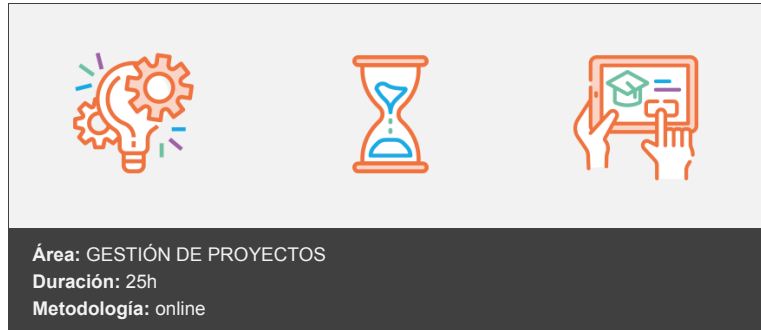 Área: GESTIÓN DE PROYECTOS
Duración: 25h
Metodología: online